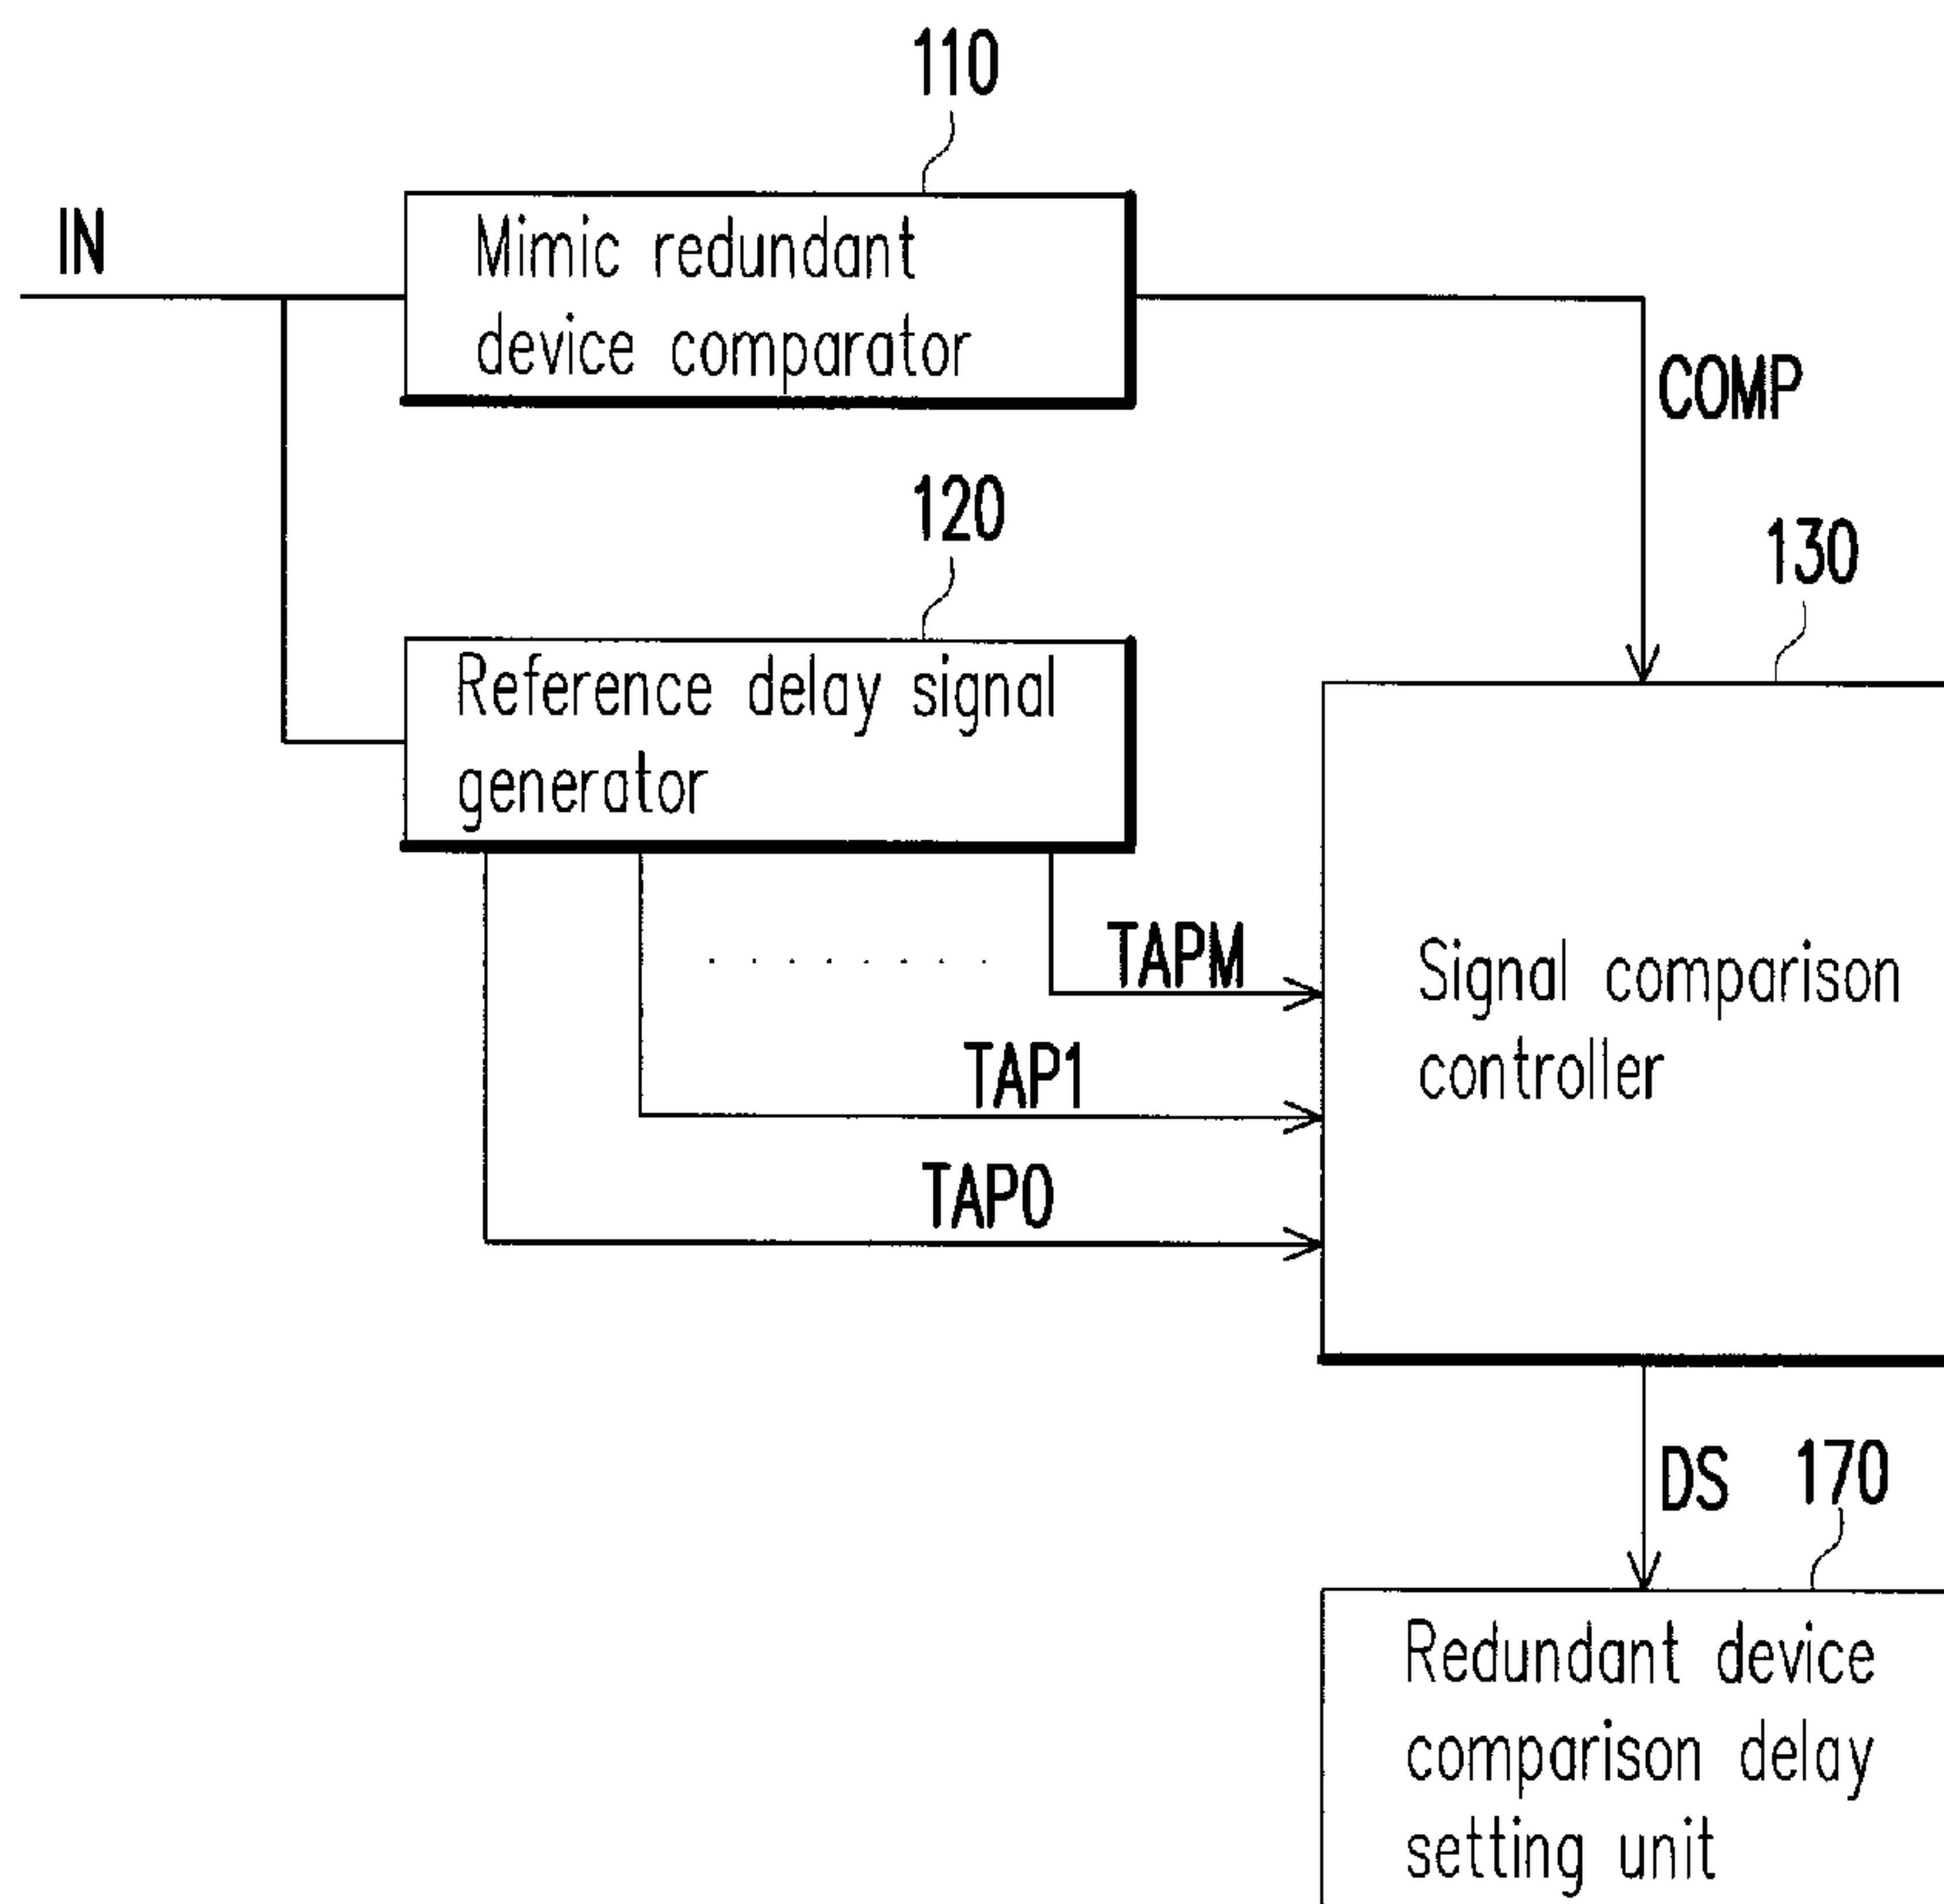 110
IN
Mimic redundant
device comparator
COMP
120
130
Reference delay signal
generator
TAPM
Signal comparison
controller
TAP1
TAP0
DS
170
Redundant device
comparison delay
setting unit